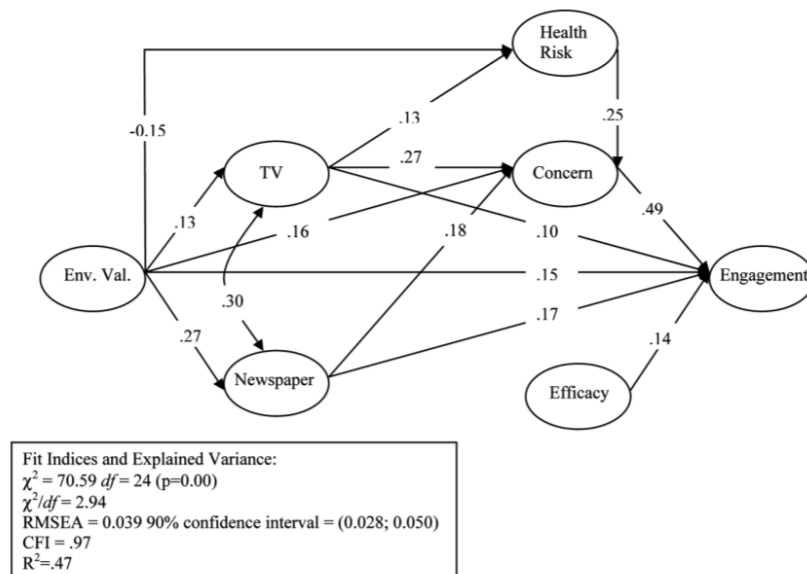 Health
Risk
-0.15
.13
.25
TV
.27
Concern
.13
.16
.18
.10
.49
Env. Val.
.15
Engagement
.30
.17
.27
.14
Newspaper
Efficacy
Fit Indices and Explained Variance:
χ² = 70.59 df = 24 (p=0.00)
χ²/df = 2.94
RMSEA = 0.039 90% confidence interval = (0.028; 0.050)
CFI = .97
R²=.47